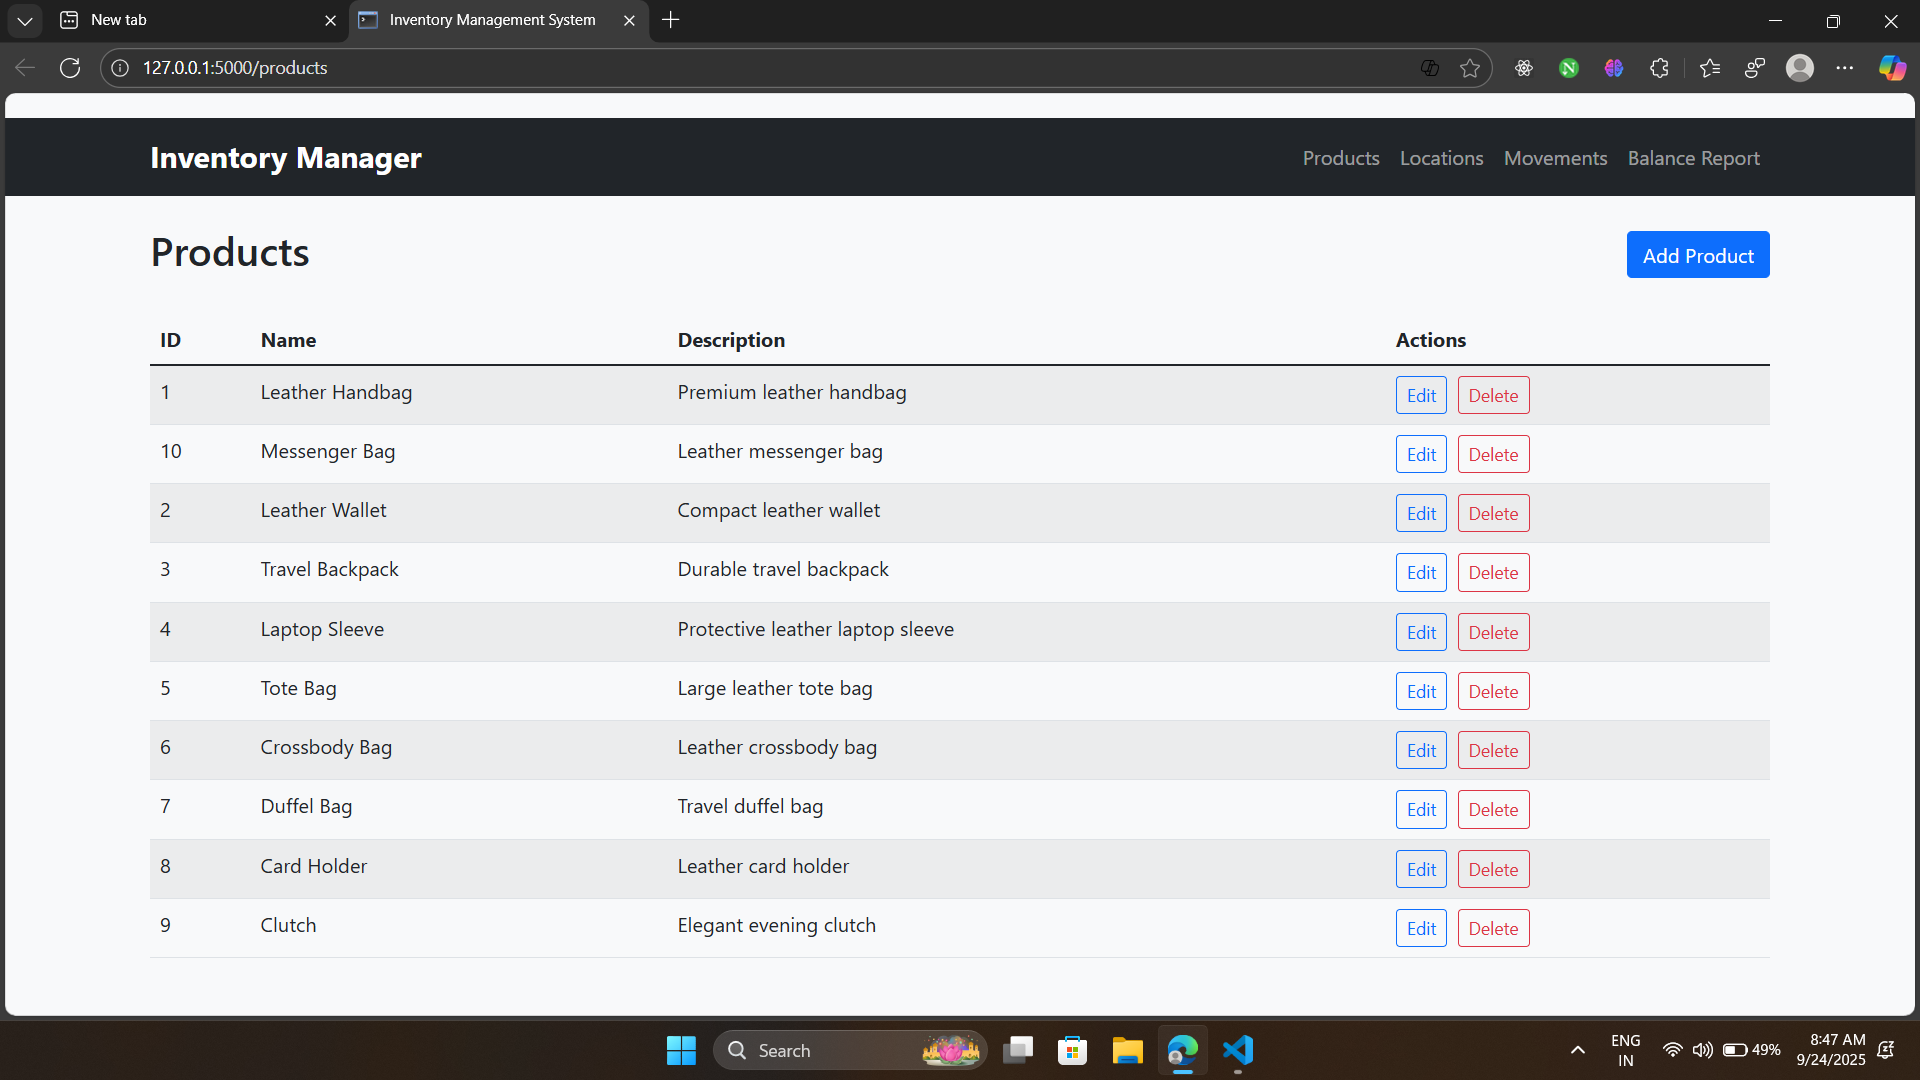 New tab
Inventory Management System
127.0.0.1:5000/products
Inventory Manager
Products Locations Movements Balance Report
Products
Add Product
ID Name Description Actions
1 Leather Handbag Premium leather handbag Edit Delete
10 Messenger Bag Leather messenger bag Edit Delete
2 Leather Wallet Compact leather wallet Edit Delete
3 Travel Backpack Durable travel backpack Edit Delete
4 Laptop Sleeve Protective leather laptop sleeve Edit Delete
5 Tote Bag Large leather tote bag Edit Delete
6 Crossbody Bag Leather crossbody bag Edit Delete
7 Duffel Bag Travel duffel bag Edit Delete
8 Card Holder Leather card holder Edit Delete
9 Clutch Elegant evening clutch Edit Delete
Search
ENG
IN
49%
8:47 AM
9/24/2025